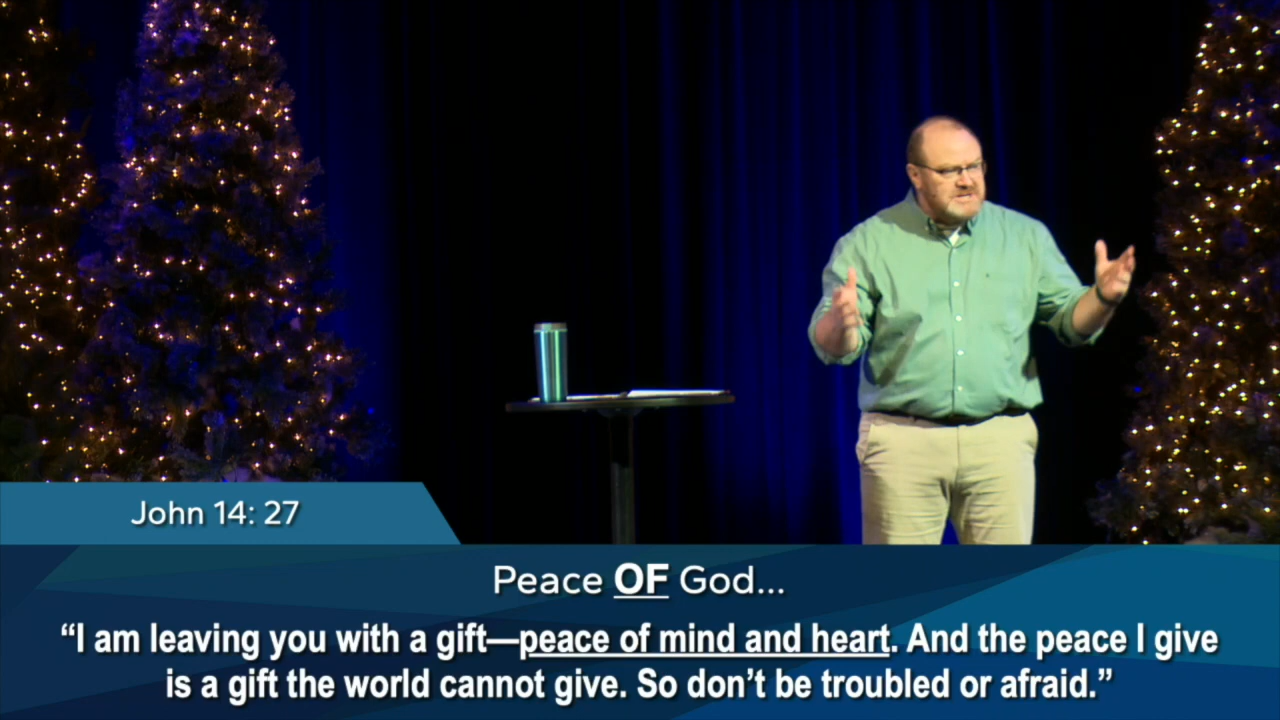 John 14: 27
Peace OF God...
“I am leaving you with a gift—peace of mind and heart. And the peace I give
is a gift the world cannot give. So don’t be troubled or afraid.”